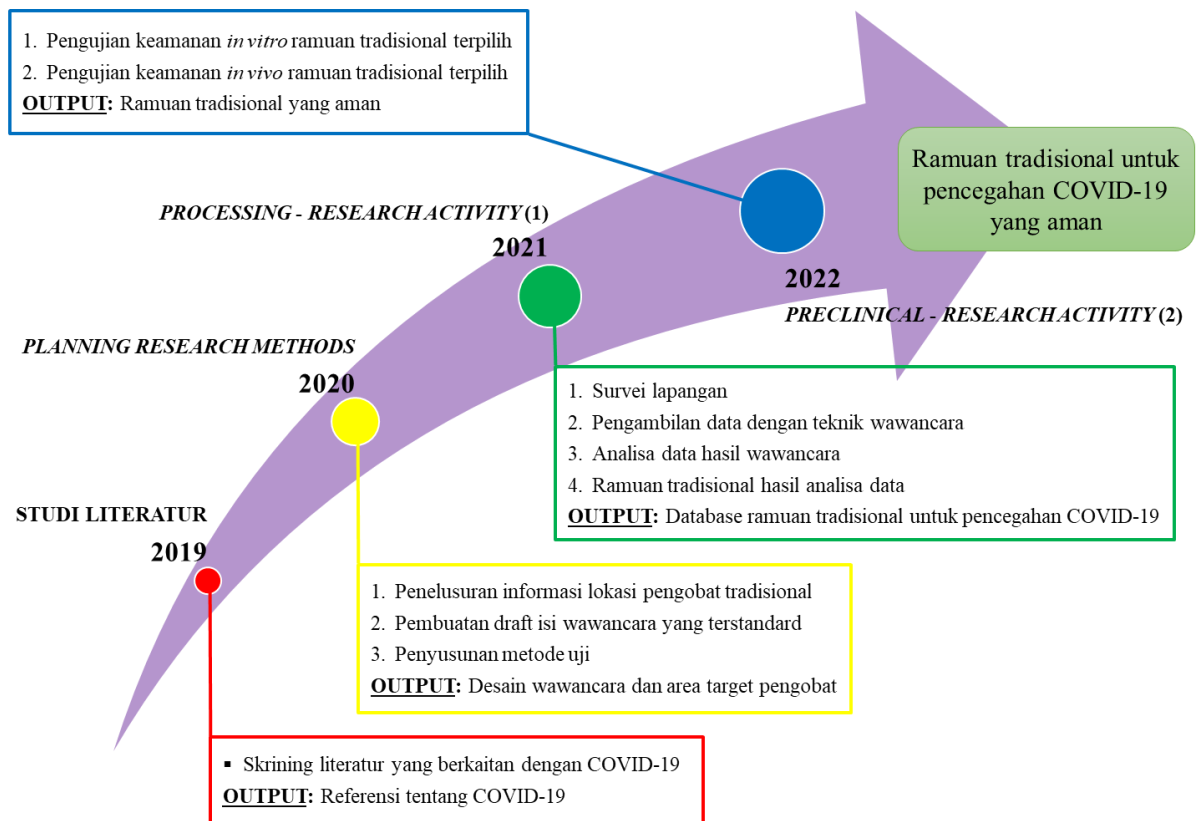 1. Pengujian keamanan in vitro ramuan tradisional terpilih
2. Pengujian keamanan in vivo ramuan tradisional terpilih
OUTPUT: Ramuan tradisional yang aman
Ramuan tradisional untuk
pencegahan COVID-19
yang aman
PROCESSING - RESEARCH ACTIVITY (1)
2021
2022
PRECLINICAL - RESEARCH ACTIVITY (2)
PLANNING RESEARCH METHODS
2020
1. Survei lapangan
2. Pengambilan data dengan teknik wawancara
3. Analisa data hasil wawancara
4. Ramuan tradisional hasil analisa data
OUTPUT: Database ramuan tradisional untuk pencegahan COVID-19
STUDI LITERATUR
2019
1. Penelusuran informasi lokasi pengobat tradisional
2. Pembuatan draft isi wawancara yang terstandard
3. Penyusunan metode uji
OUTPUT: Desain wawancara dan area target pengobat
▪ Skrining literatur yang berkaitan dengan COVID-19
OUTPUT: Referensi tentang COVID-19